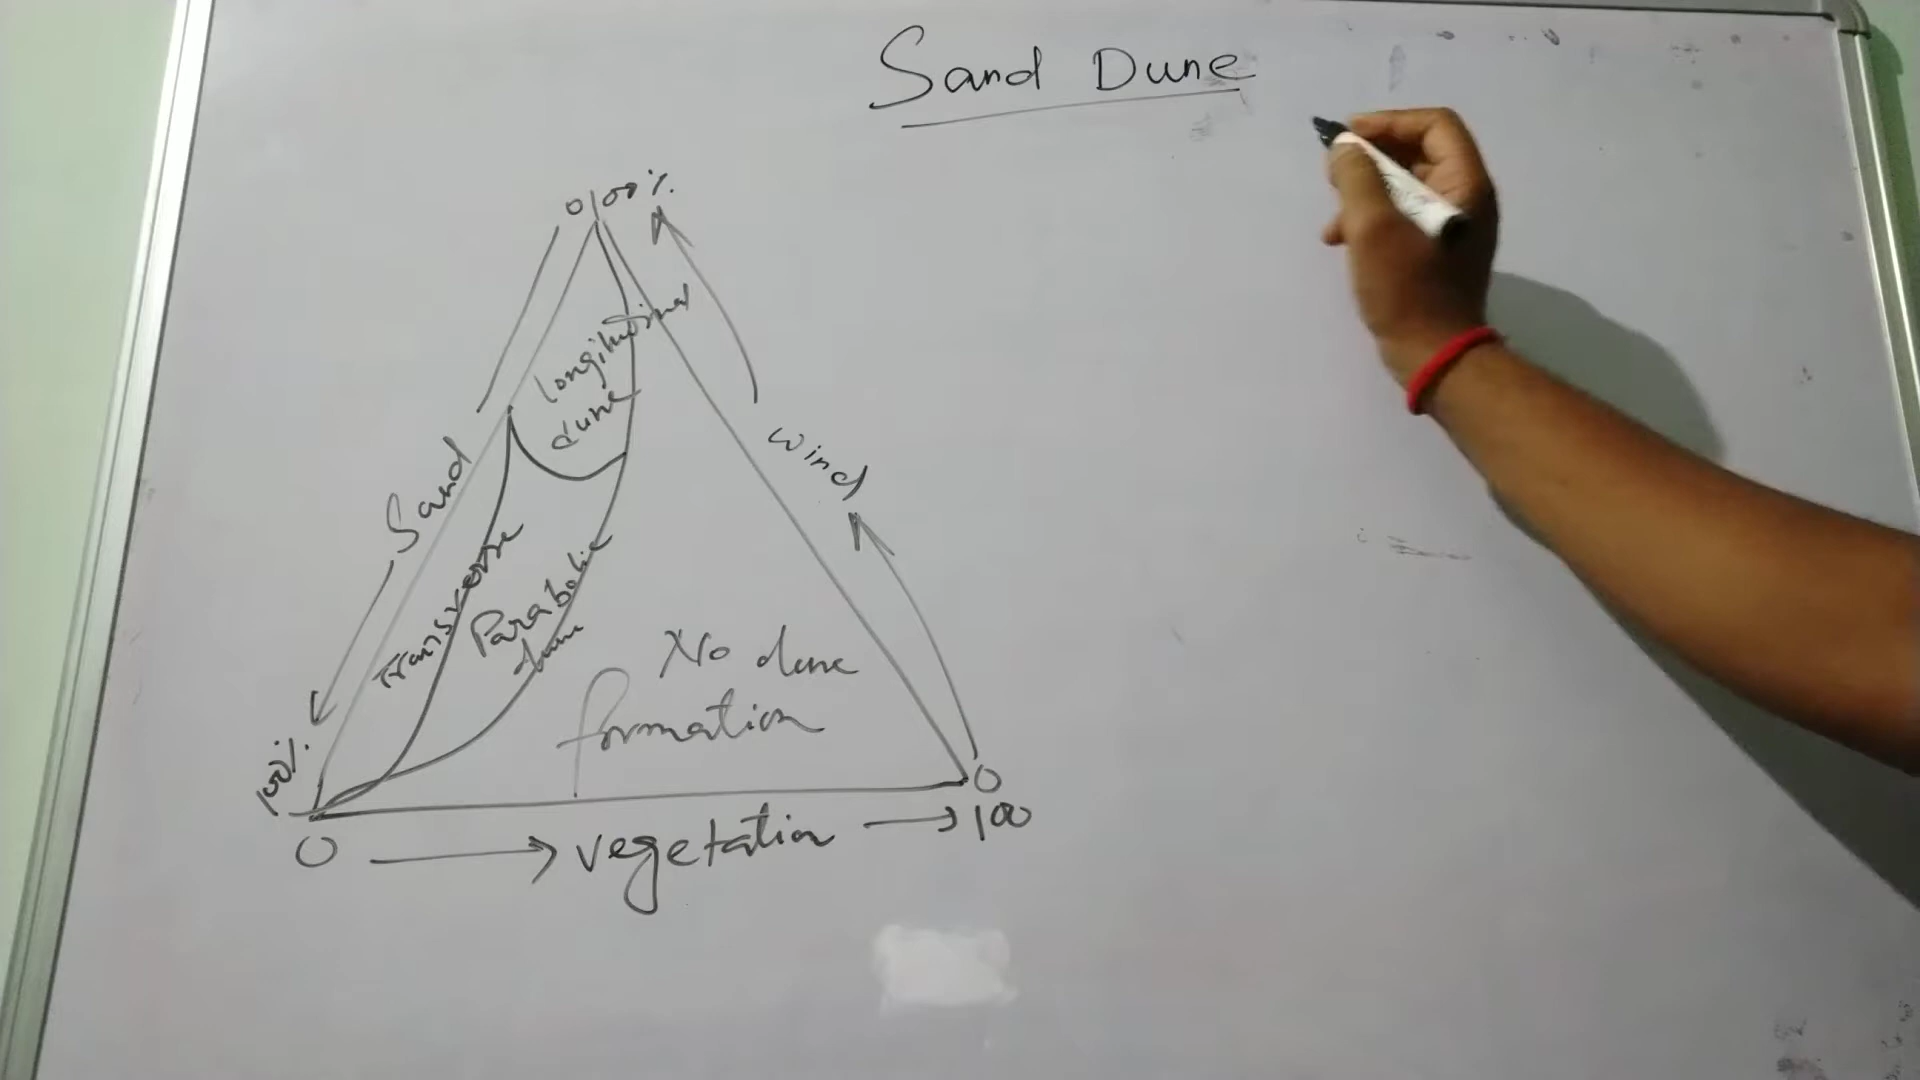 Sand Dune
0/100%
Longitudinal
dune
wind
Sand
Transverse
Parabolic
dune
No dune
formation
100%
0
0
100
vegetation